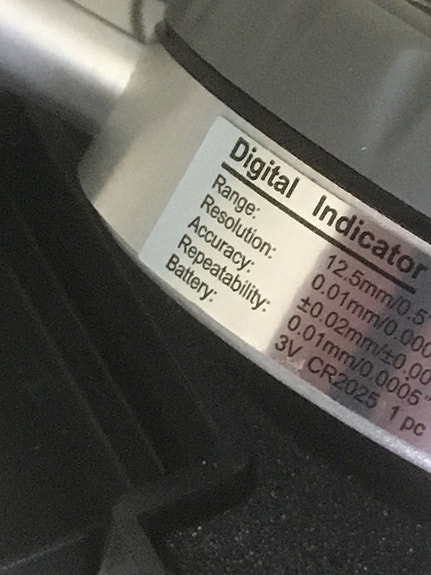 Digital Indicator
Range: 12.5mm/0.5
Resolution: 0.01mm/0.000
Accuracy: ±0.02mm/±0.00
Repeatability: 0.01mm/0.0005"
Battery: 3V CR2025 1 pc